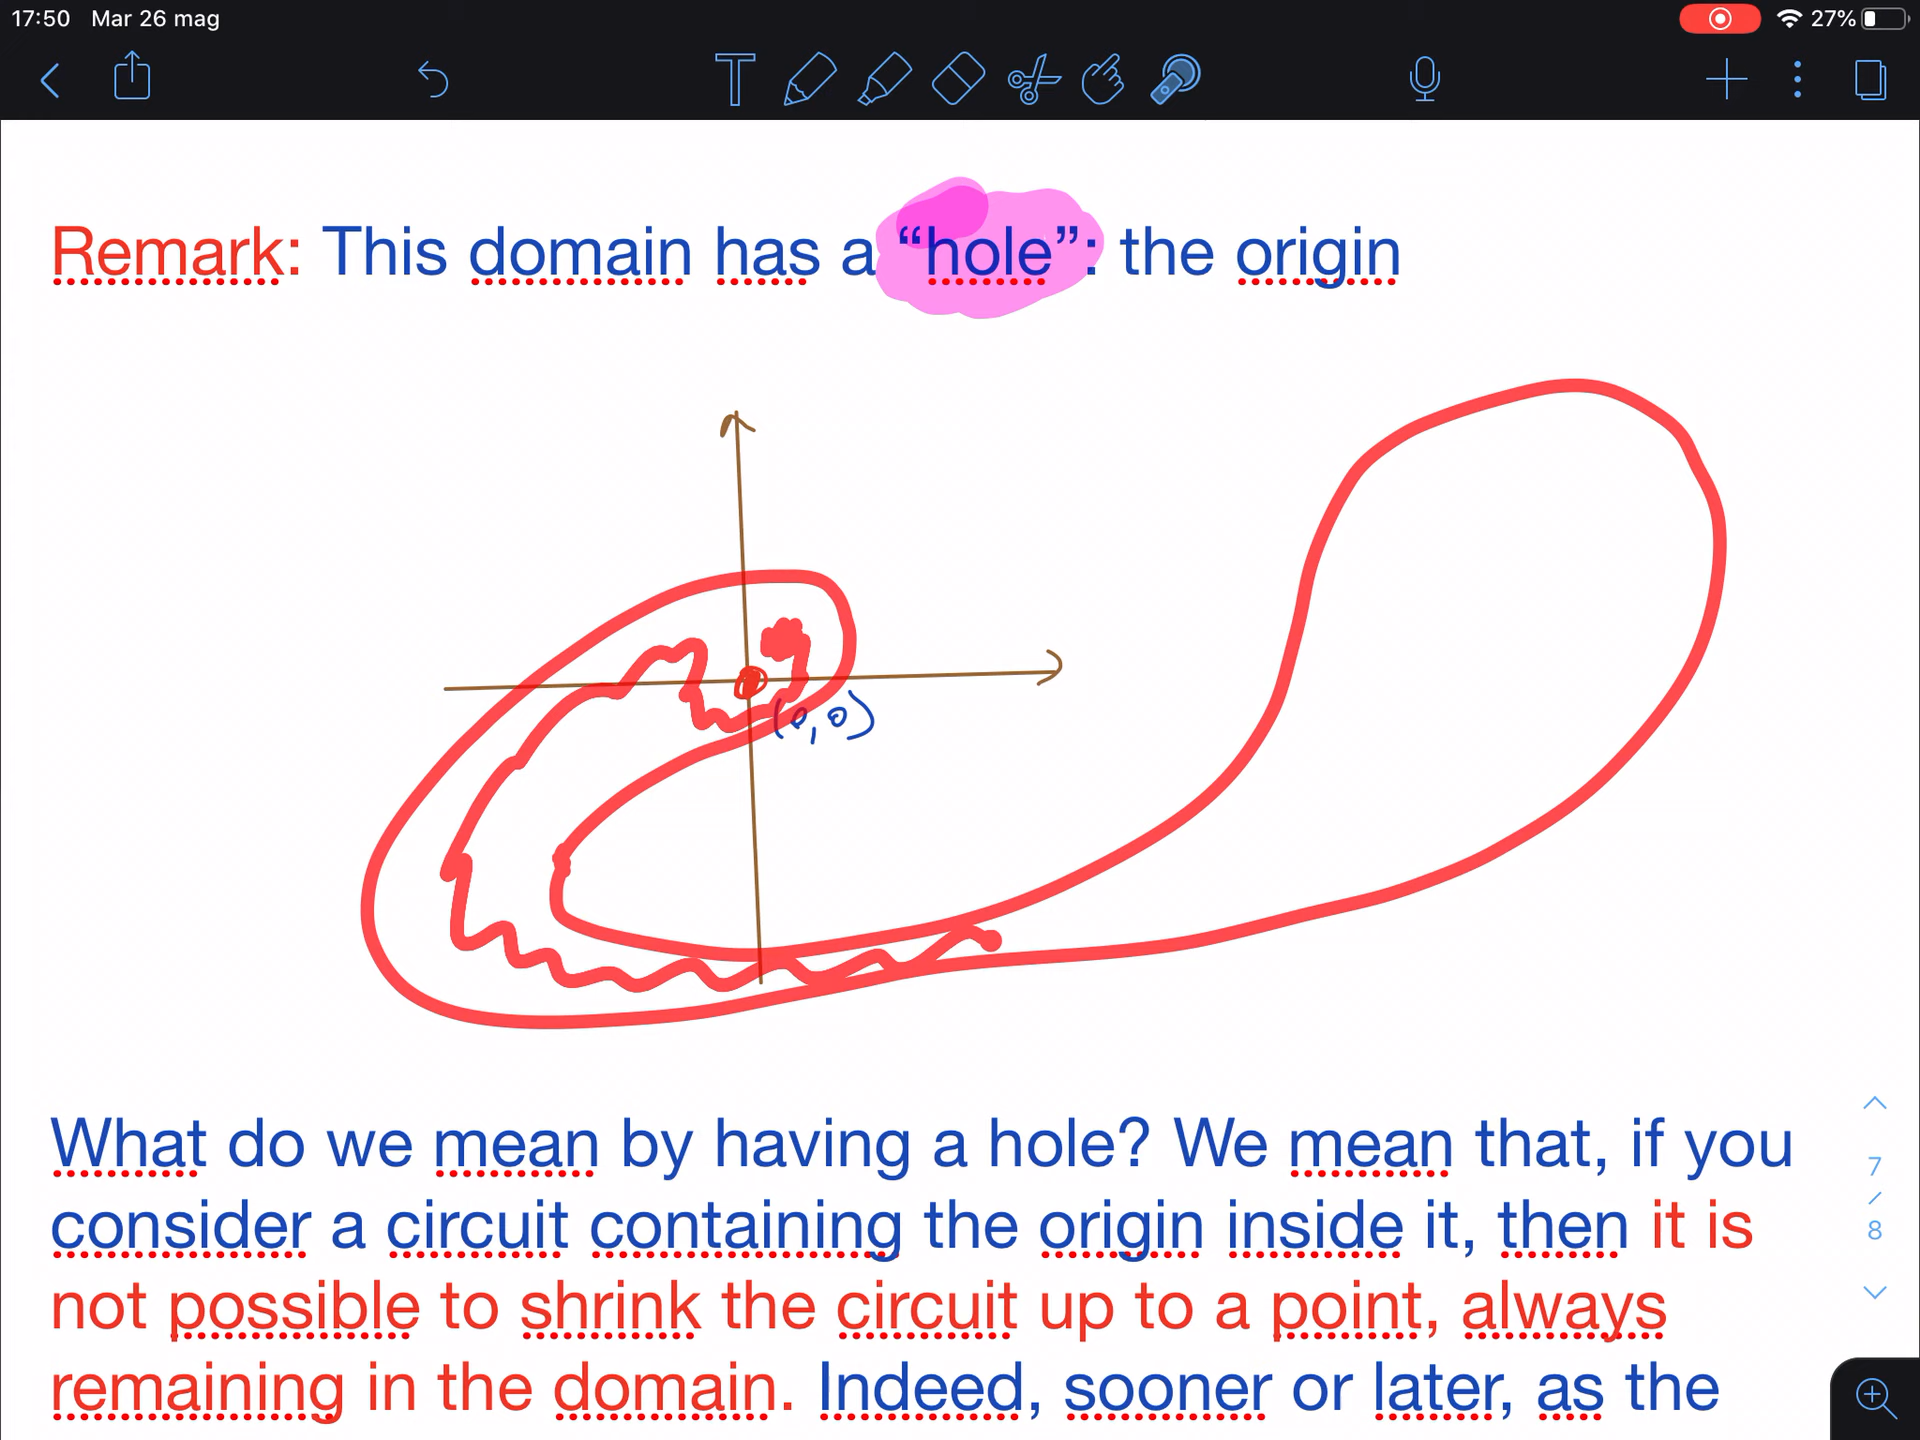 17:50 Mar 26 mag
27%
Remark: This domain has a “hole”: the origin
(0,0)
What do we mean by having a hole? We mean that, if you
consider a circuit containing the origin inside it, then it is
not possible to shrink the circuit up to a point, always
remaining in the domain. Indeed, sooner or later, as the
7
/
8